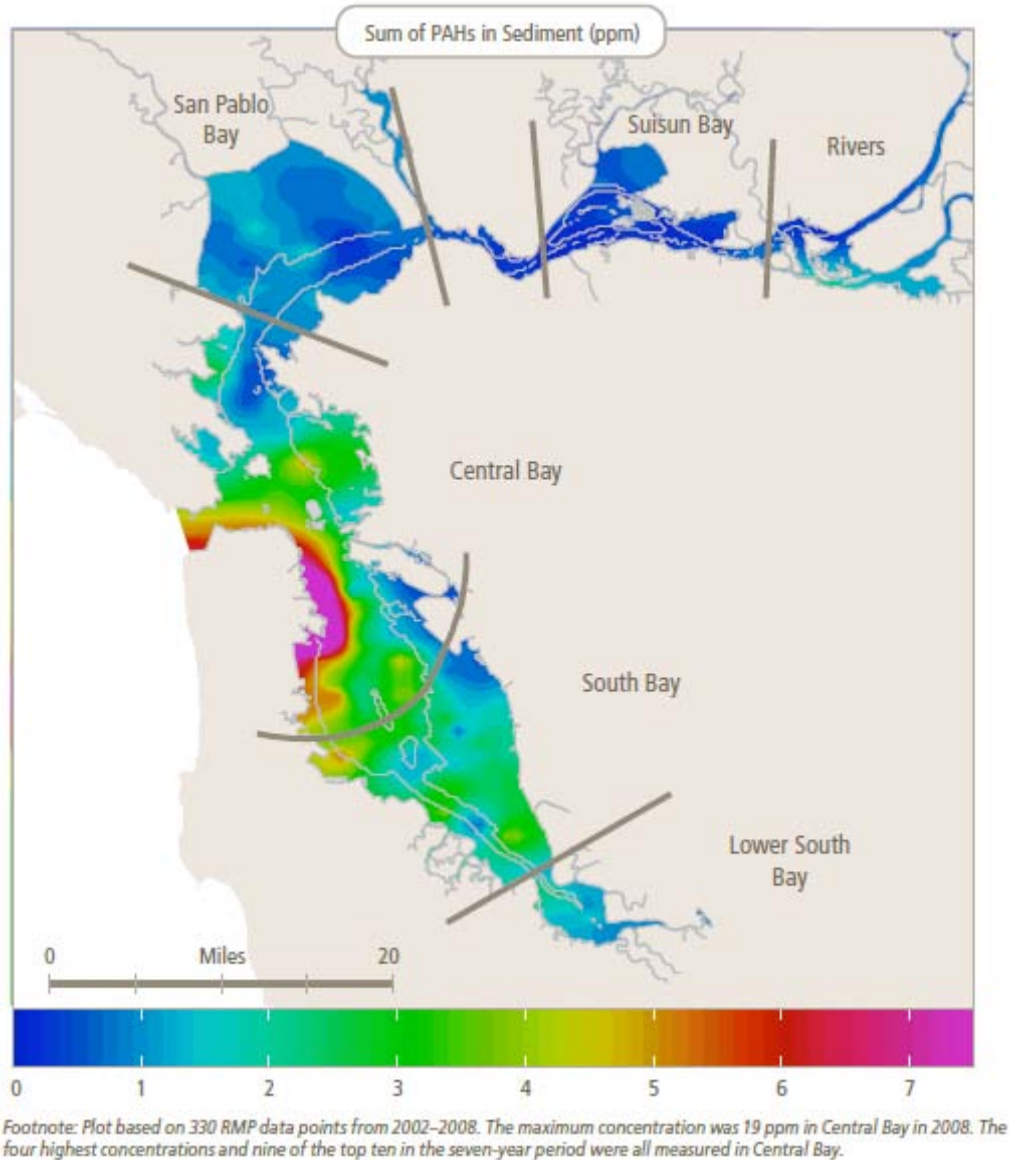 Sum of PAHs in Sediment (ppm)
San Pablo
Bay
Suisun Bay
Rivers
Central Bay
South Bay
Lower South
Bay
0 Miles 20
0 1 2 3 4 5 6 7
Footnote: Plot based on 330 RMP data points from 2002–2008. The maximum concentration was 19 ppm in Central Bay in 2008. The
four highest concentrations and nine of the top ten in the seven-year period were all measured in Central Bay.